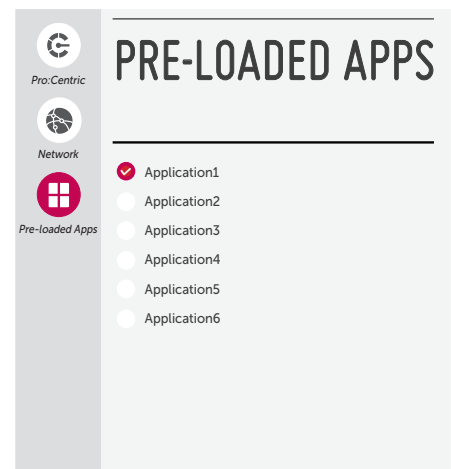 Pro:Centric
Network
Pre-loaded Apps
PRE-LOADED APPS
Application1
Application2
Application3
Application4
Application5
Application6